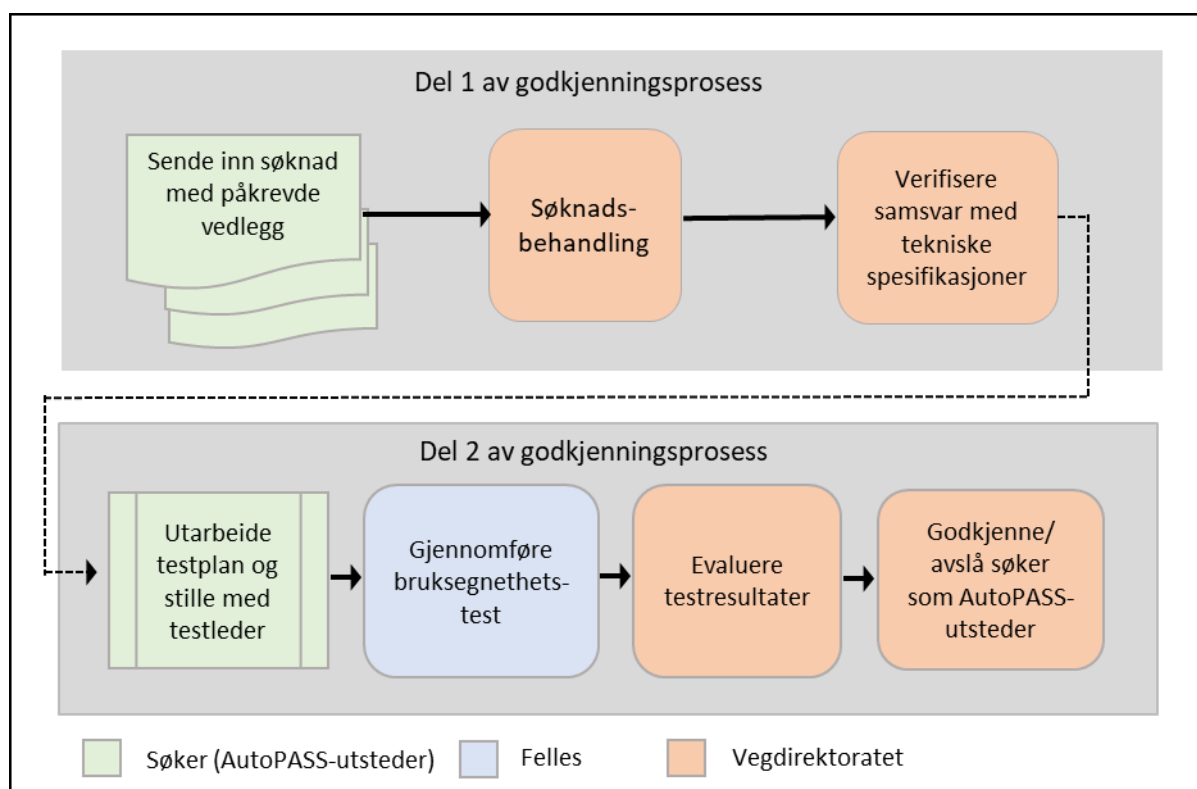 Del 1 av godkjenningsprosess
Sende inn søknad
med påkrevde
vedlegg
Søknads-
behandling
Verifisere
samsvar med
tekniske
spesifikasjoner
Del 2 av godkjenningsprosess
Utarbeide
testplan og
stille med
testleder
Gjennomføre
bruksegnethets-
test
Evaluere
testresultater
Godkjenne/
avslå søker
som AutoPASS-
utsteder
Søker (AutoPASS-utsteder)
Felles
Vegdirektoratet